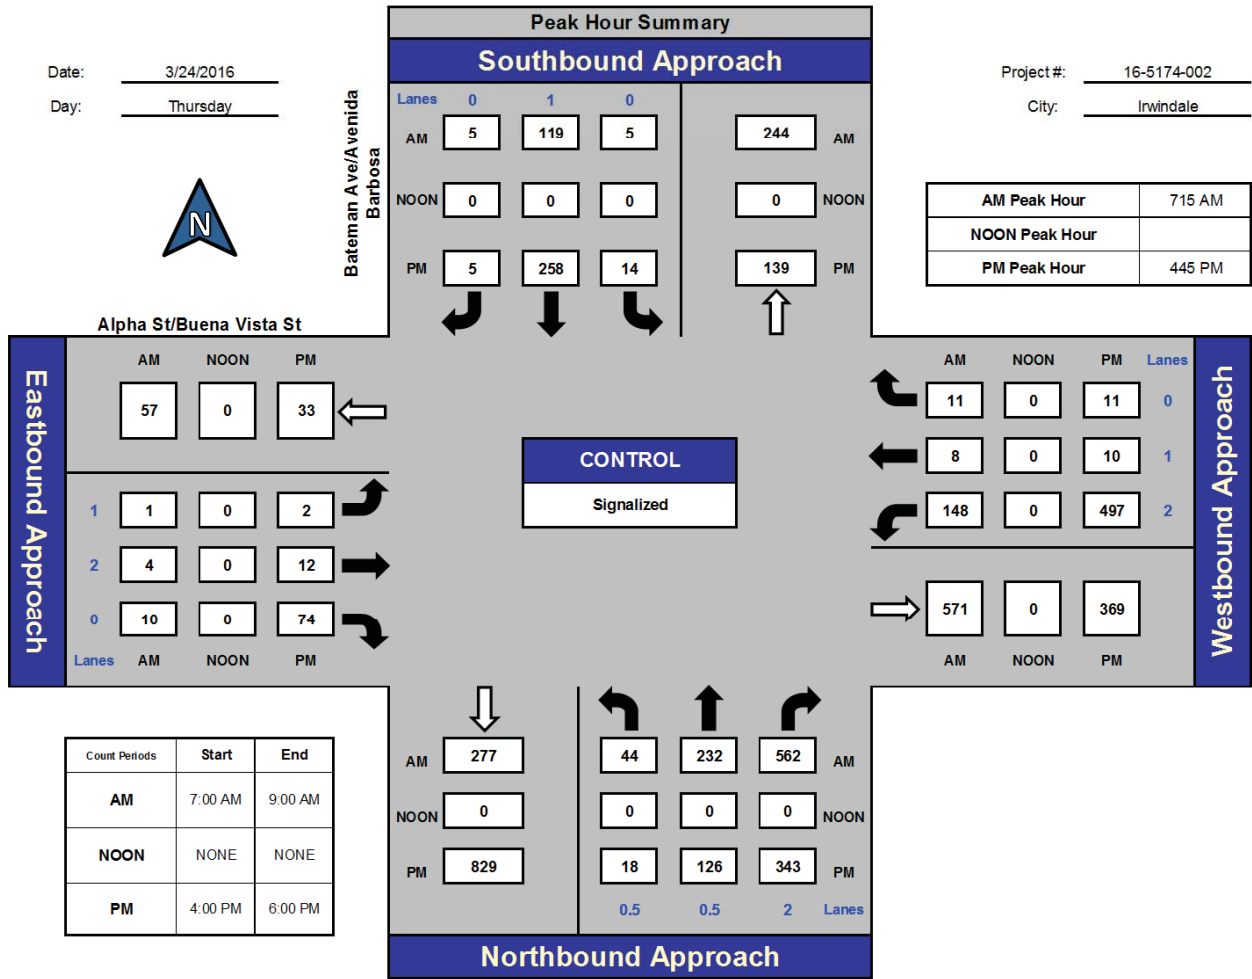 Peak Hour Summary
Southbound Approach
Date: 3/24/2016
Day: Thursday
Project #: 16-5174-002
City: Irwindale
N
Bateman Ave/Avenida
Barbosa
Lanes 0 1 0
AM 5 119 5 244 AM
NOON 0 0 0 0 NOON
PM 5 258 14 139 PM
AM Peak Hour 715 AM
NOON Peak Hour
PM Peak Hour 445 PM
Alpha St/Buena Vista St
Eastbound Approach
AM NOON PM
57 0 33
1 1 0 2
2 4 0 12
0 10 0 74
Lanes AM NOON PM
CONTROL
Signalized
AM NOON PM Lanes
11 0 11 0
8 0 10 1
148 0 497 2
571 0 369
AM NOON PM
Westbound Approach
Count Periods Start End
AM 7:00 AM 9:00 AM
NOON NONE NONE
PM 4:00 PM 6:00 PM
AM 277 44 232 562 AM
NOON 0 0 0 0 NOON
PM 829 18 126 343 PM
0.5 0.5 2 Lanes
Northbound Approach